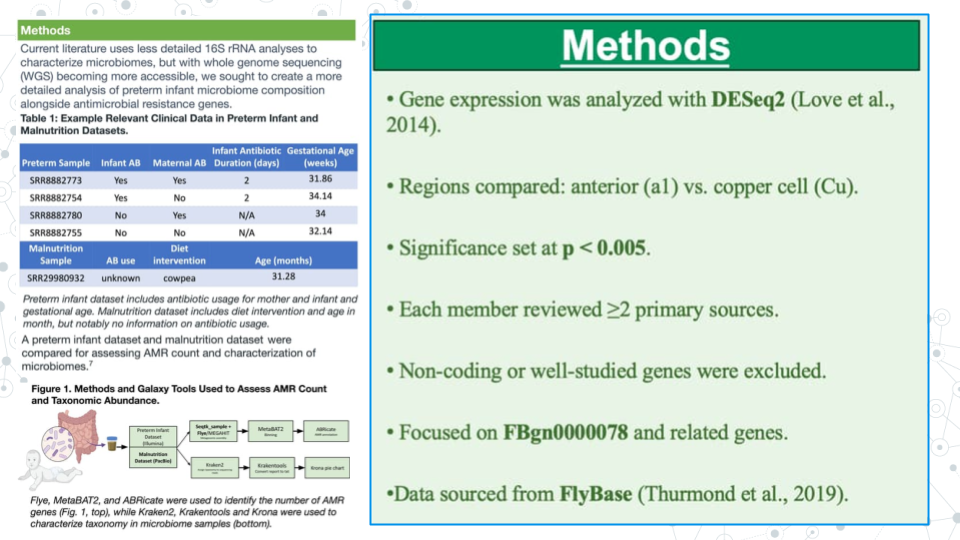 Methods
Current literature uses less detailed 16S rRNA analyses to
characterize microbiomes, but with whole genome sequencing
(WGS) becoming more accessible, we sought to create a more
detailed analysis of preterm infant microbiome composition
alongside antimicrobial resistance genes.
Table 1: Example Relevant Clinical Data in Preterm Infant and
Malnutrition Datasets.
Preterm Sample Infant AB Maternal AB Infant Antibiotic Duration (days) Gestational Age (weeks)
SRR8882773 Yes Yes 2 31.86
SRR8882754 Yes No 2 34.14
SRR8882780 No Yes N/A 34
SRR8882755 No No N/A 32.14
Malnutrition Sample AB use Diet intervention Age (months)
SRR29980932 unknown cowpea 31.28
Preterm infant dataset includes antibiotic usage for mother and infant and
gestational age. Malnutrition dataset includes diet intervention and age in
month, but notably no information on antibiotic usage.
A preterm infant dataset and malnutrition dataset were
compared for assessing AMR count and characterization of
microbiomes.7
Figure 1. Methods and Galaxy Tools Used to Assess AMR Count
and Taxonomic Abundance.
Preterm Infant
Dataset
(Illumina)
Malnutrition
Dataset (PacBio)
Seqtk_sample +
Flye/MEGAHIT
MetaBAT2
Binning
ABRicate
Kraken2
Krakentools
Convert report to txt
Krona pie chart
Flye, MetaBAT2, and ABRicate were used to identify the number of AMR
genes (Fig. 1, top), while Kraken2, Krakentools and Krona were used to
characterize taxonomy in microbiome samples (bottom).
Methods
• Gene expression was analyzed with DESeq2 (Love et al.,
2014).
• Regions compared: anterior (a1) vs. copper cell (Cu).
• Significance set at p < 0.005.
• Each member reviewed ≥2 primary sources.
• Non-coding or well-studied genes were excluded.
• Focused on FBgn0000078 and related genes.
•Data sourced from FlyBase (Thurmond et al., 2019).